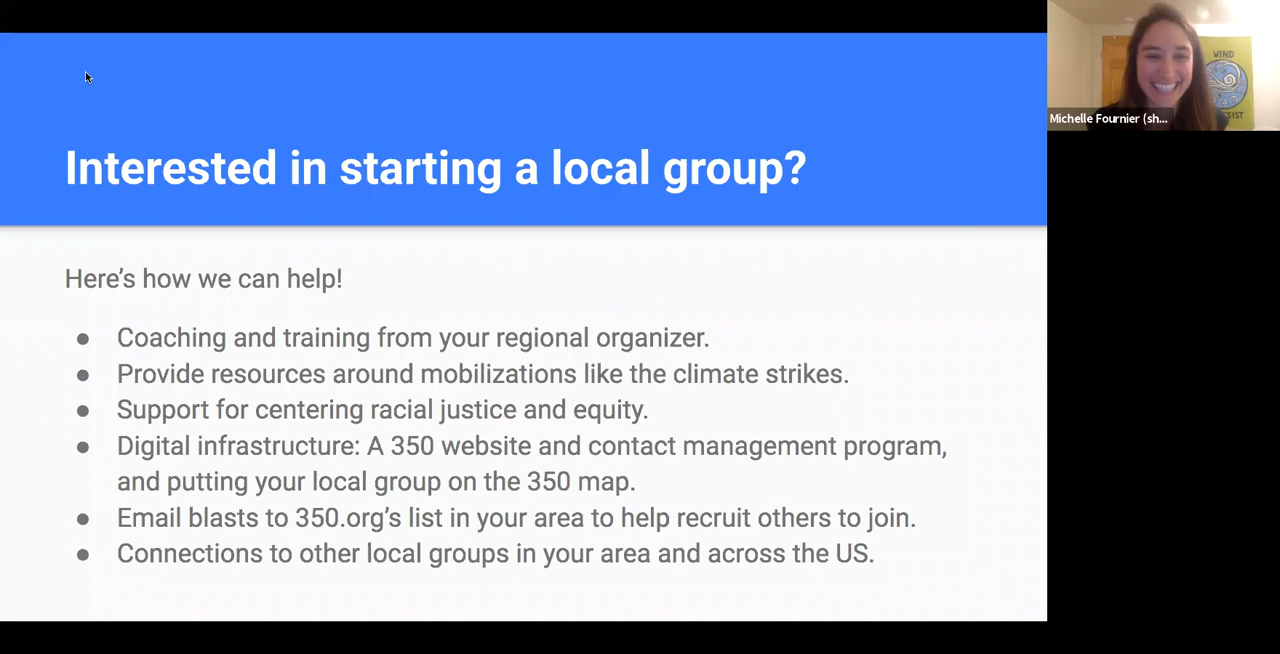 Interested in starting a local group?
Here’s how we can help!
● Coaching and training from your regional organizer.
● Provide resources around mobilizations like the climate strikes.
● Support for centering racial justice and equity.
● Digital infrastructure: A 350 website and contact management program,
and putting your local group on the 350 map.
● Email blasts to 350.org’s list in your area to help recruit others to join.
● Connections to other local groups in your area and across the US.
WIND
Michelle Fournier (sh...